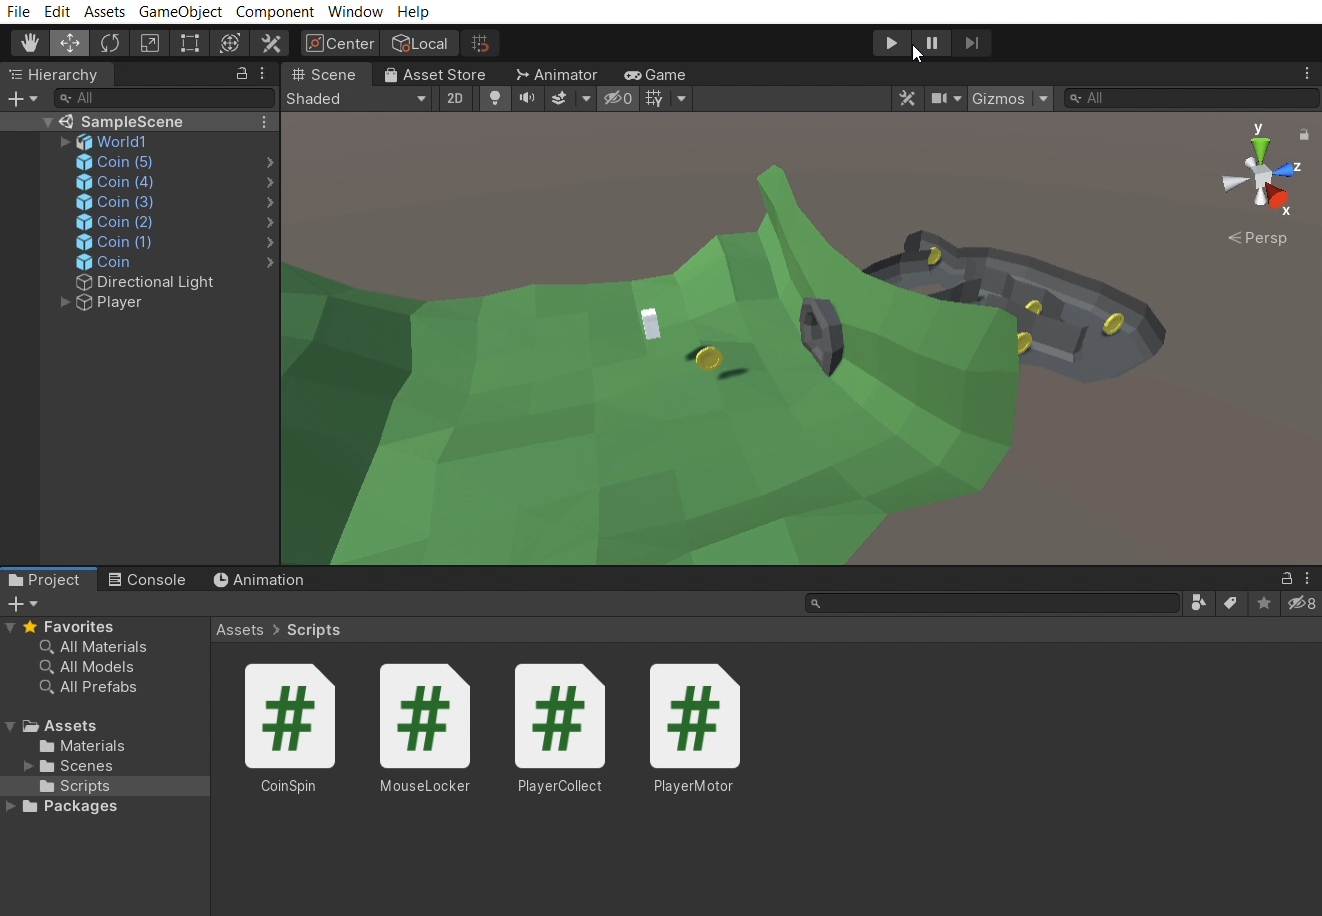 File Edit Assets GameObject Component Window Help
Center Local
Hierarchy
All
SampleScene
World1
Coin (5)
Coin (4)
Coin (3)
Coin (2)
Coin (1)
Coin
Directional Light
Player
Scene Asset Store Animator Game
Shaded 2D 0 Gizmos All
y
z
x
Persp
Project Console Animation
8
Favorites
All Materials
All Models
All Prefabs
Assets
Materials
Scenes
Scripts
Packages
Assets > Scripts
# # # #
CoinSpin MouseLocker PlayerCollect PlayerMotor